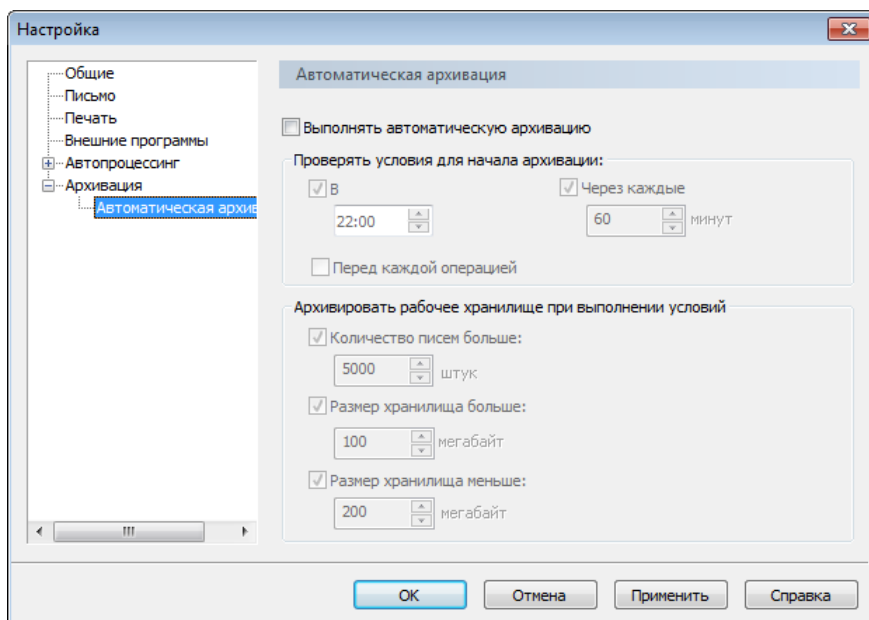 Настройка
Общие
Письмо
Печать
Внешние программы
Автопроцессинг
Архивация
Автоматическая архив
Автоматическая архивация
Выполнять автоматическую архивацию
Проверять условия для начала архивации:
В
Через каждые
22:00
60 минут
Перед каждой операцией
Архивировать рабочее хранилище при выполнении условий
Количество писем больше:
5000 штук
Размер хранилища больше:
100 мегабайт
Размер хранилища меньше:
200 мегабайт
OK
Отмена
Применить
Справка